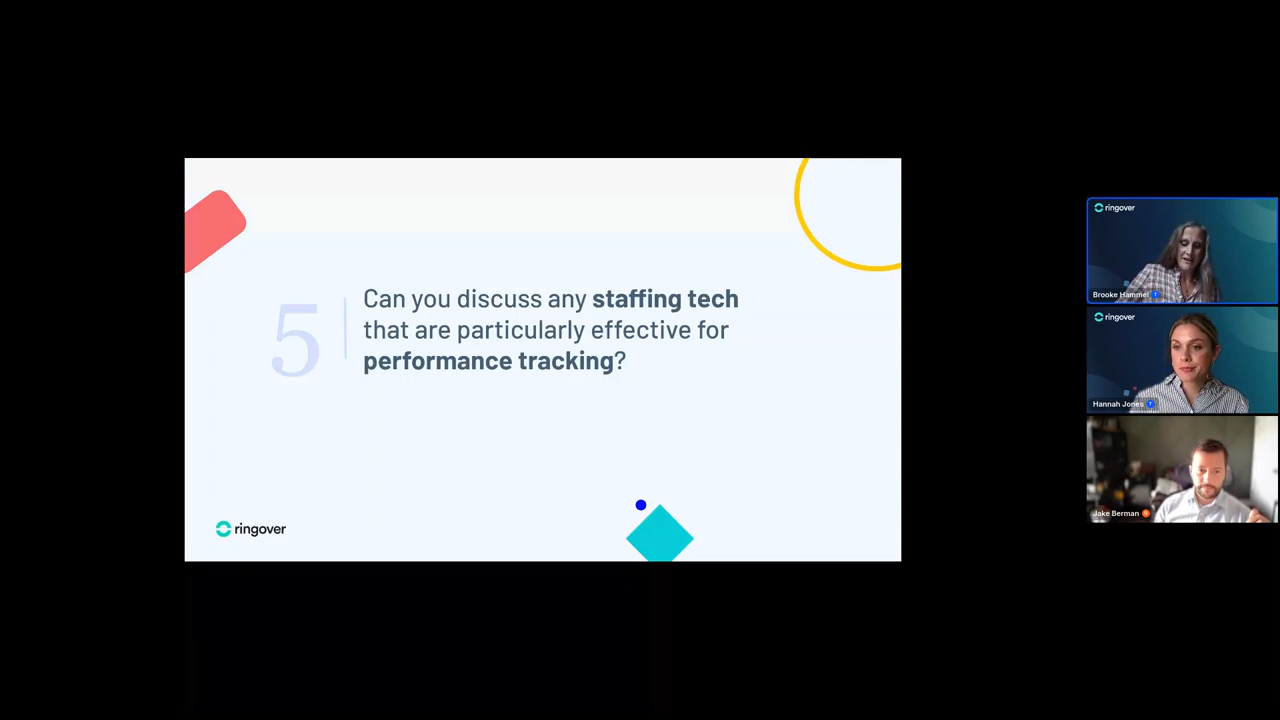 5
Can you discuss any staffing tech
that are particularly effective for
performance tracking?
ringover
ringover
Brooke Hammel
ringover
Hannah Jones
Jake Berman